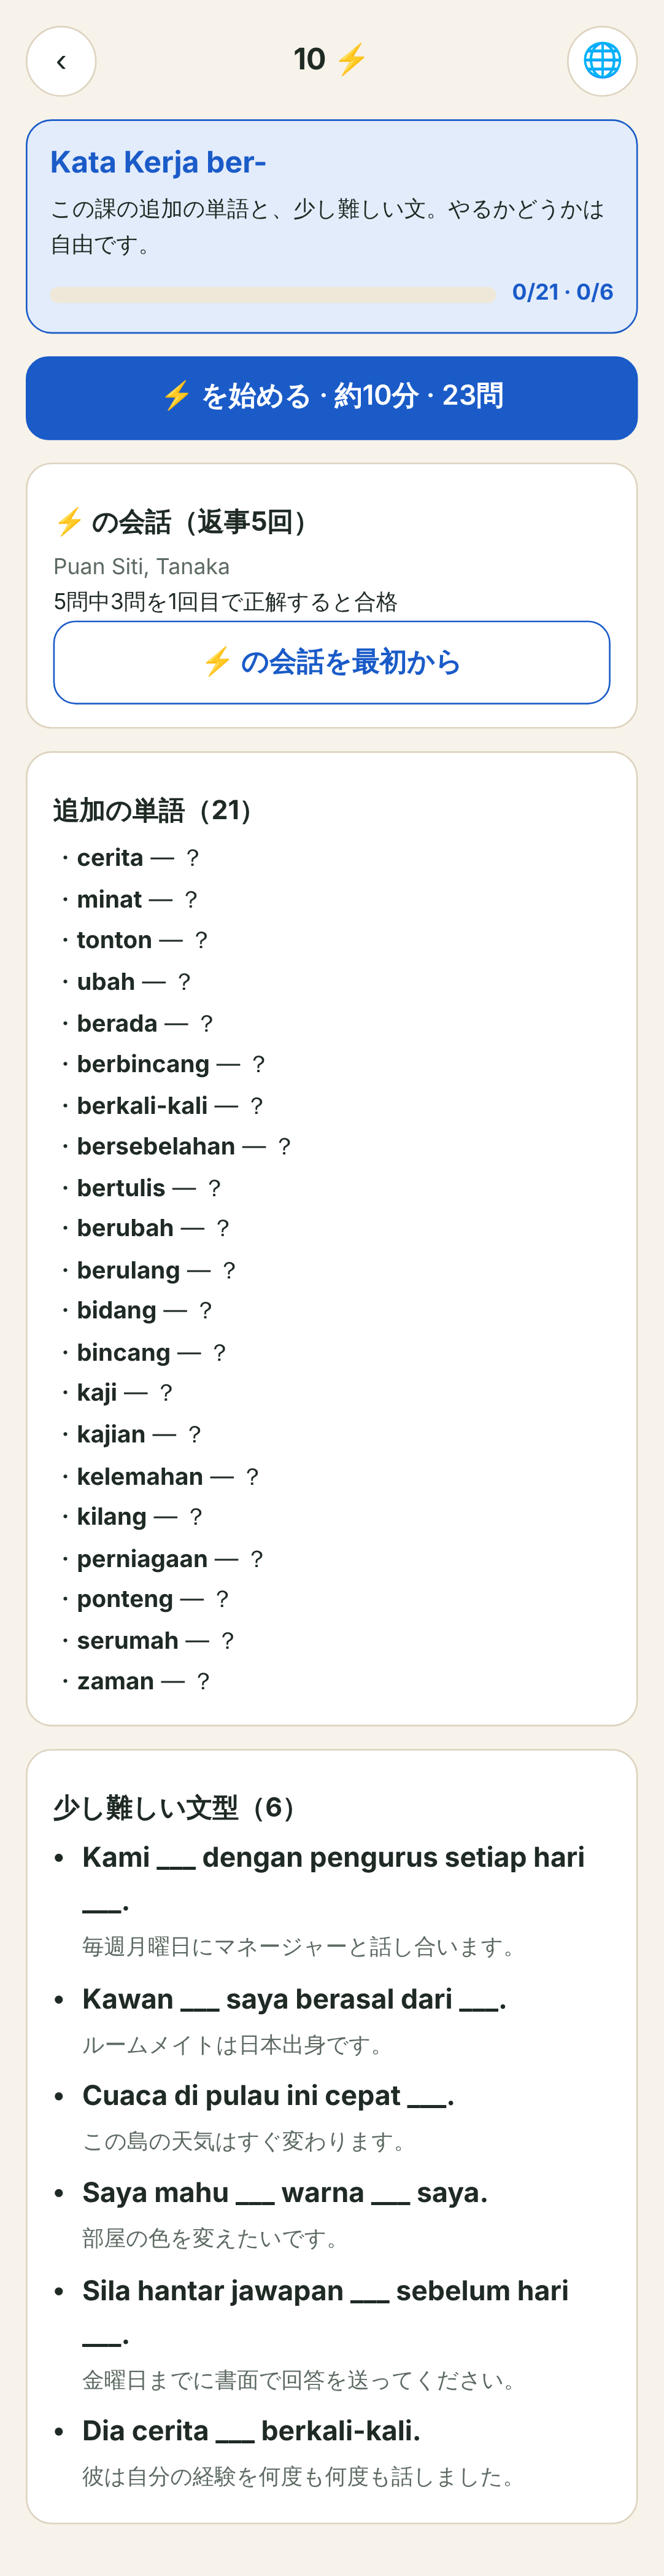 ‹
10 ⚡
🌐
Kata Kerja ber-
この課の追加の単語と、少し難しい文。やるかどうかは
自由です。
0/21 · 0/6
⚡ を始める · 約10分 · 23問
⚡ の会話（返事5回）
Puan Siti, Tanaka
5問中3問を1回目で正解すると合格
⚡ の会話を最初から
追加の単語（21）
· cerita — ？
· minat — ？
· tonton — ？
· ubah — ？
· berada — ？
· berbincang — ？
· berkali-kali — ？
· bersebelahan — ？
· bertulis — ？
· berubah — ？
· berulang — ？
· bidang — ？
· bincang — ？
· kaji — ？
· kajian — ？
· kelemahan — ？
· kilang — ？
· perniagaan — ？
· ponteng — ？
· serumah — ？
· zaman — ？
少し難しい文型（6）
• Kami ___ dengan pengurus setiap hari
___.
毎週月曜日にマネージャーと話し合います。
• Kawan ___ saya berasal dari ___.
ルームメイトは日本出身です。
• Cuaca di pulau ini cepat ___.
この島の天気はすぐ変わります。
• Saya mahu ___ warna ___ saya.
部屋の色を変えたいです。
• Sila hantar jawapan ___ sebelum hari
___.
金曜日までに書面で回答を送ってください。
• Dia cerita ___ berkali-kali.
彼は自分の経験を何度も何度も話しました。